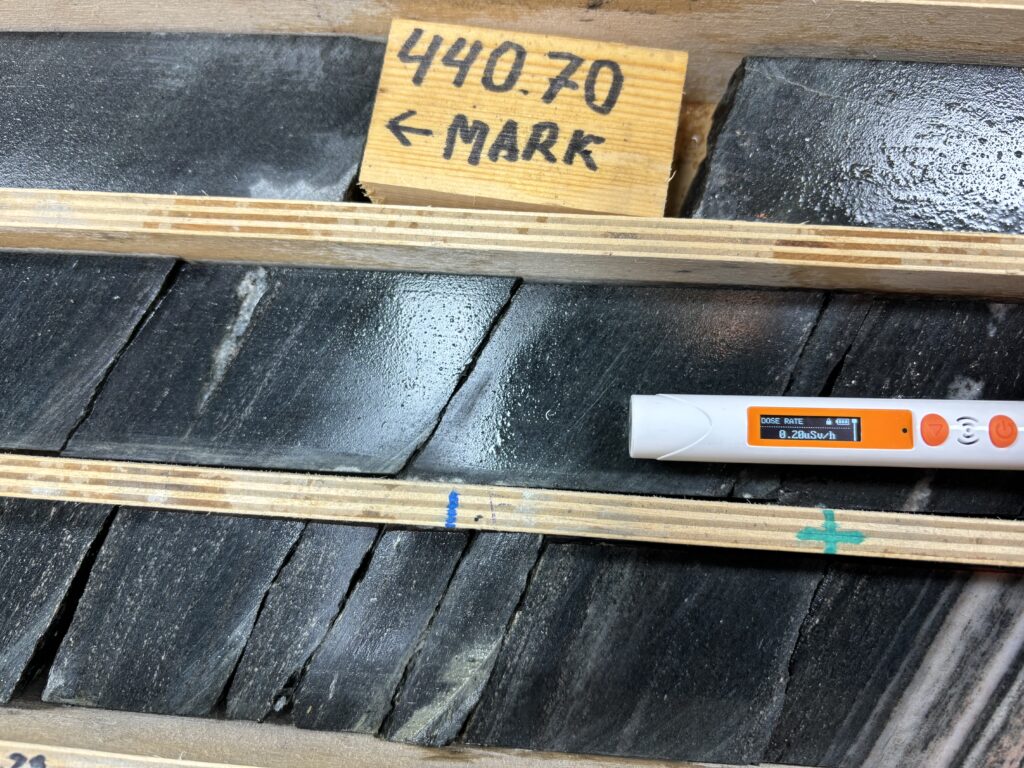 440.70
← MARK
DOSE RATE
0.20uSv/h